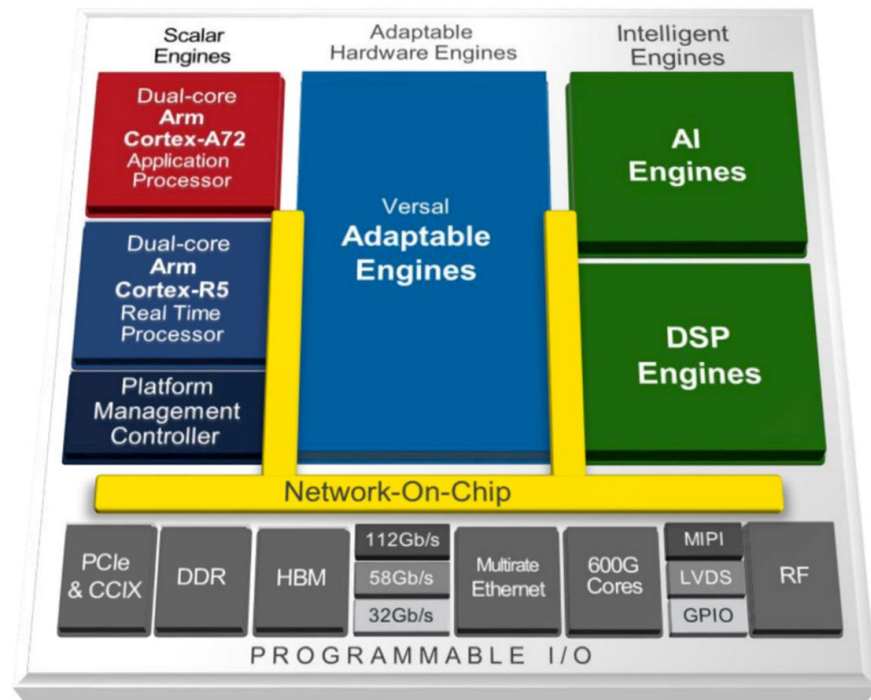 Scalar
Engines
Adaptable
Hardware Engines
Intelligent
Engines
Dual-core
Arm
Cortex-A72
Application
Processor
Dual-core
Arm
Cortex-R5
Real Time
Processor
Platform
Management
Controller
Versal
Adaptable
Engines
AI
Engines
DSP
Engines
Network-On-Chip
PCIe
& CCIX
DDR
HBM
112Gb/s
58Gb/s
32Gb/s
Multirate
Ethernet
600G
Cores
MIPI
LVDS
GPIO
RF
PROGRAMMABLE I/O